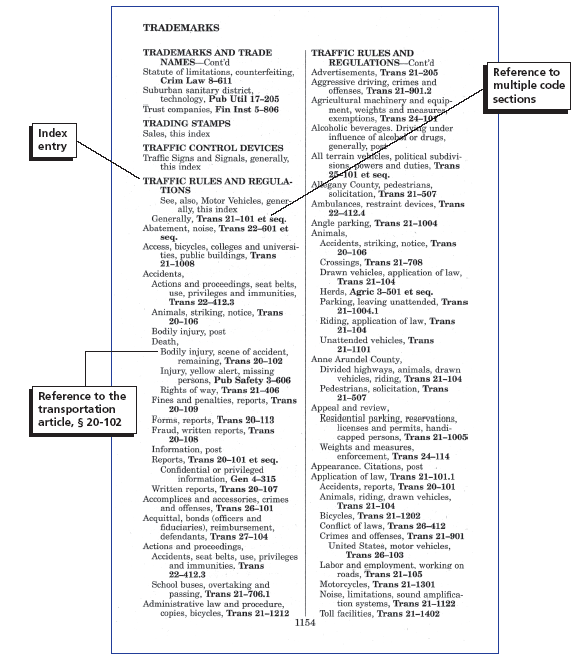 TRADEMARKS
TRADEMARKS AND TRADE
NAMES—Cont'd
Statute of limitations, counterfeiting,
Crim Law 8–611
Suburban sanitary district,
technology, Pub Util 17–205
Trust companies, Fin Inst 5–806
TRADING STAMPS
Sales, this index
TRAFFIC CONTROL DEVICES
Traffic Signs and Signals, generally,
this index
TRAFFIC RULES AND REGULA-
TIONS
See, also, Motor Vehicles, gener-
ally, this index
Generally, Trans 21–101 et seq.
Abatement, noise, Trans 22–601 et
seq.
Access, bicycles, colleges and universi-
ties, public buildings, Trans
21–1008
Accidents,
Actions and proceedings, seat belts,
use, privileges and immunities,
Trans 22–412.3
Animals, striking, notice, Trans
20–106
Bodily injury, post
Death,
Bodily injury, scene of accident,
remaining, Trans 20–102
Injury, yellow alert, missing
persons, Pub Safety 3–606
Rights of way, Trans 21–406
Fines and penalties, reports, Trans
20–109
Forms, reports, Trans 20–113
Fraud, written reports, Trans
20–108
Information, post
Reports, Trans 20–101 et seq.
Confidential or privileged
information, Gen 4–315
Written reports, Trans 20–107
Accomplices and accessories, crimes
and offenses, Trans 26–101
Acquittal, bonds (officers and
fiduciaries), reimbursement,
defendants, Trans 27–104
Actions and proceedings,
Accidents, seat belts, use, privileges
and immunities, Trans
22–412.3
School buses, overtaking and
passing, Trans 21–706.1
Administrative law and procedure,
copies, bicycles, Trans 21–1212
TRAFFIC RULES AND
REGULATIONS—Cont'd
Advertisements, Trans 21–205
Aggressive driving, crimes and
offenses, Trans 21–901.2
Agricultural machinery and equip-
ment, weights and measures,
exemptions, Trans 24–101
Alcoholic beverages. Driving under
influence of alcohol or drugs,
generally, post
All terrain vehicles, political subdivi-
sions, powers and duties, Trans
25–101 et seq.
Allegany County, pedestrians,
solicitation, Trans 21–507
Ambulances, restraint devices, Trans
22–412.4
Angle parking, Trans 21–1004
Animals,
Accidents, striking, notice, Trans
20–106
Crossings, Trans 21–708
Drawn vehicles, application of law,
Trans 21–104
Herds, Agric 3–501 et seq.
Parking, leaving unattended, Trans
21–1004.1
Riding, application of law, Trans
21–104
Unattended vehicles, Trans
21–1101
Anne Arundel County,
Divided highways, animals, drawn
vehicles, riding, Trans 21–104
Pedestrians, solicitation, Trans
21–507
Appeal and review,
Residential parking, reservations,
licenses and permits, handi-
capped persons, Trans 21–1005
Weights and measures,
enforcement, Trans 24–114
Appearance. Citations, post
Application of law, Trans 21–101.1
Accidents, reports, Trans 20–101
Animals, riding, drawn vehicles,
Trans 21–104
Bicycles, Trans 21–1202
Conflict of laws, Trans 26–412
Crimes and offenses, Trans 21–901
United States, motor vehicles,
Trans 26–103
Labor and employment, working on
roads, Trans 21–105
Motorcycles, Trans 21–1301
Noise, limitations, sound amplifica-
tion systems, Trans 21–1122
Toll facilities, Trans 21–1402
1154
Index
entry
Reference to the
transportation
article, § 20-102
Reference to
multiple code
sections